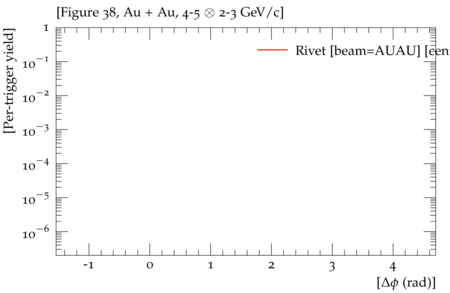 [Figure 38, Au + Au, 4-5 ⊗ 2-3 GeV/c]
[Per-trigger yield]
Rivet [beam=AUAU] [cen
1
10⁻¹
10⁻²
10⁻³
10⁻⁴
10⁻⁵
10⁻⁶
-1 0 1 2 3 4
[Δϕ (rad)]